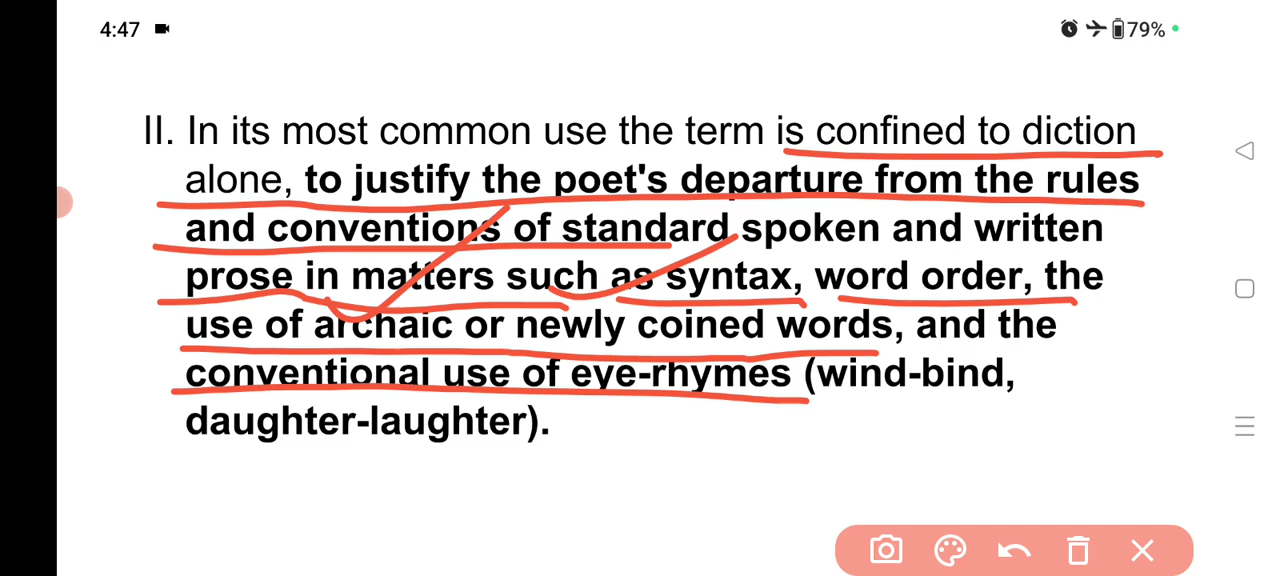 4:47
79%
II. In its most common use the term is confined to diction
alone, to justify the poet's departure from the rules
and conventions of standard spoken and written
prose in matters such as syntax, word order, the
use of archaic or newly coined words, and the
conventional use of eye-rhymes (wind-bind,
daughter-laughter).